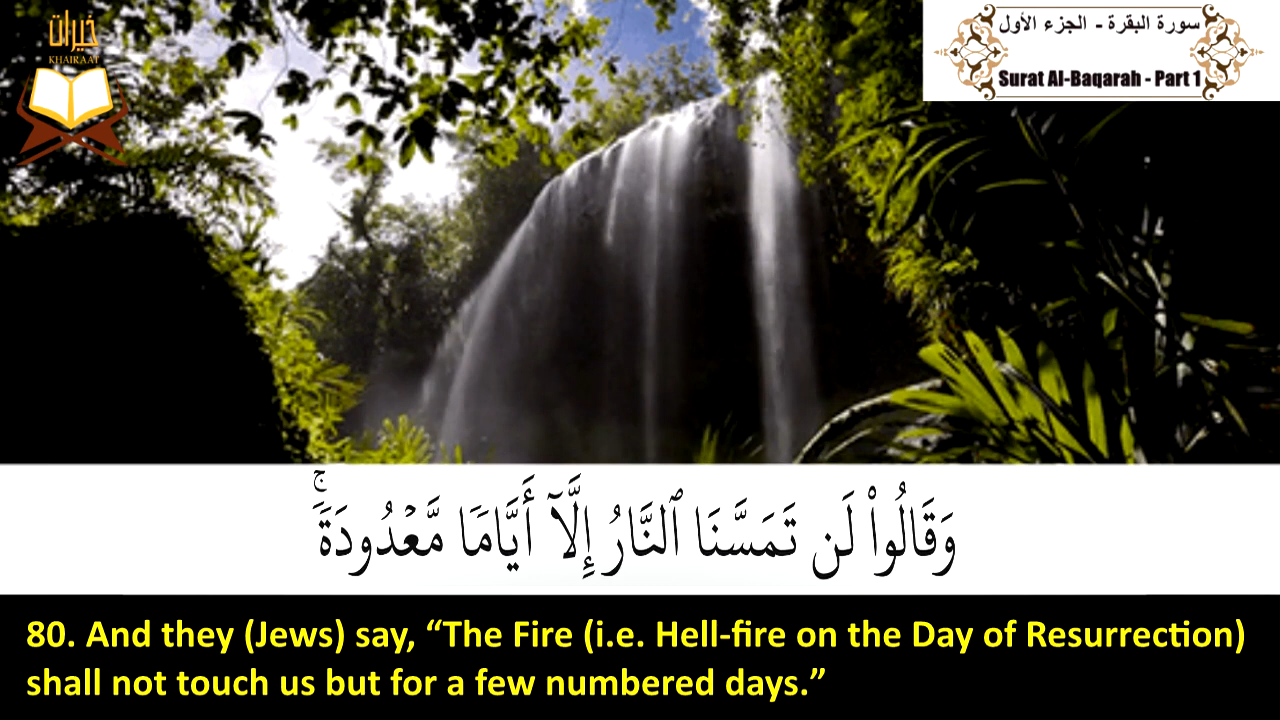 خيرات
KHAIRAAT
سورة البقرة - الجزء الأول
Surat Al-Baqarah - Part 1
وَقَالُوا۟ لَن تَمَسَّنَا ٱلنَّارُ إِلَّآ أَيَّامًا مَّعْدُودَةً ۚ
80. And they (Jews) say, “The Fire (i.e. Hell-fire on the Day of Resurrection)
shall not touch us but for a few numbered days.”